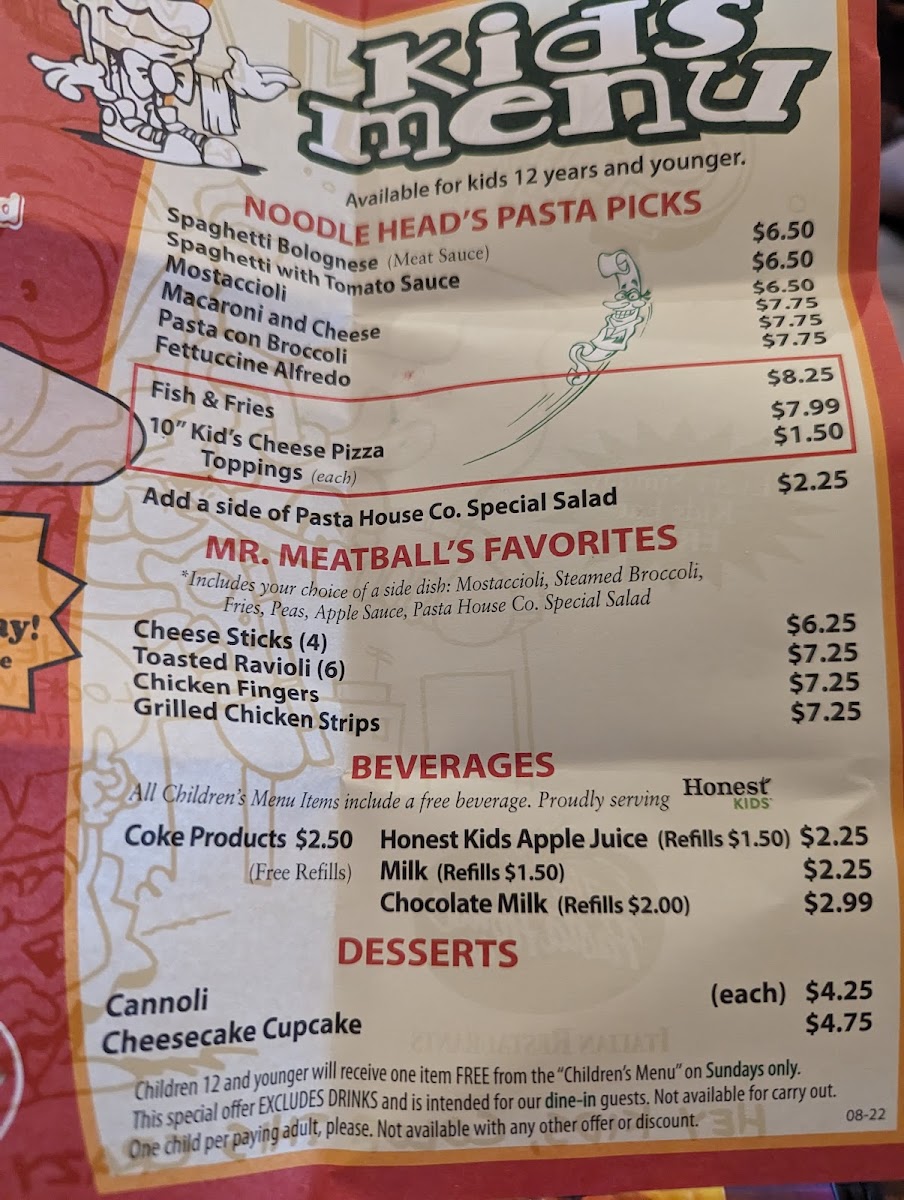 kids
menu
Available for kids 12 years and younger.
NOODLE HEAD'S PASTA PICKS
Spaghetti Bolognese (Meat Sauce) $6.50
Spaghetti with Tomato Sauce $6.50
Mostaccioli $6.50
Macaroni and Cheese $7.75
Pasta con Broccoli $7.75
Fettuccine Alfredo $7.75
Fish & Fries $8.25
10" Kid's Cheese Pizza $7.99
Toppings (each) $1.50
Add a side of Pasta House Co. Special Salad $2.25
MR. MEATBALL'S FAVORITES
*Includes your choice of a side dish: Mostaccioli, Steamed Broccoli,
Fries, Peas, Apple Sauce, Pasta House Co. Special Salad
Cheese Sticks (4) $6.25
Toasted Ravioli (6) $7.25
Chicken Fingers $7.25
Grilled Chicken Strips $7.25
BEVERAGES
All Children's Menu Items include a free beverage. Proudly serving Honest KIDS
Coke Products $2.50 Honest Kids Apple Juice (Refills $1.50) $2.25
(Free Refills) Milk (Refills $1.50) $2.25
Chocolate Milk (Refills $2.00) $2.99
DESSERTS
Cannoli (each) $4.25
Cheesecake Cupcake $4.75
Children 12 and younger will receive one item FREE from the "Children's Menu" on Sundays only.
This special offer EXCLUDES DRINKS and is intended for our dine-in guests. Not available for carry out.
One child per paying adult, please. Not available with any other offer or discount. 08-22